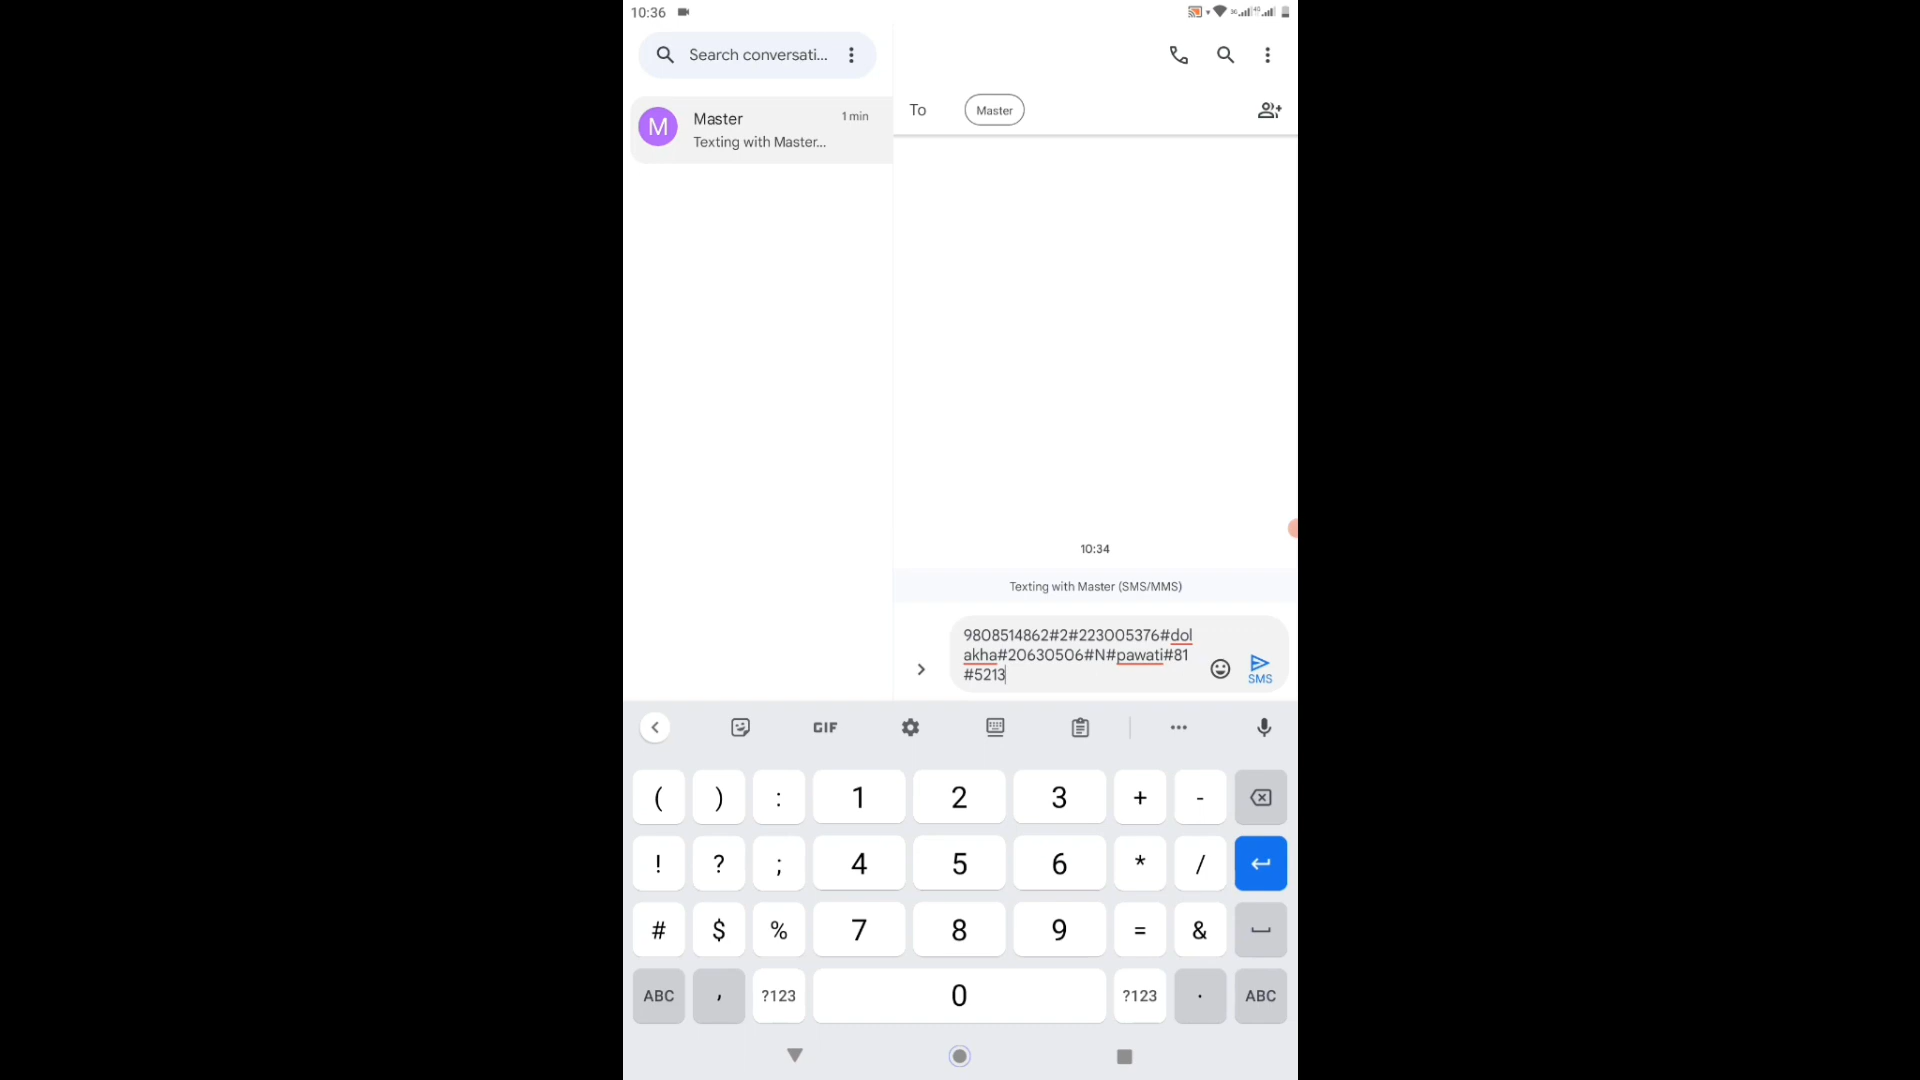 10:36
3G
4G
Search conversati...
M
Master
1 min
Texting with Master...
To
Master
10:34
Texting with Master (SMS/MMS)
9808514862#2#223005376#dol
akha#20630506#N#pawati#81
#5213
SMS
GIF
( ) : 1 2 3 + -
! ? ; 4 5 6 * /
# $ % 7 8 9 = &
ABC , ?123 0 ?123 . ABC